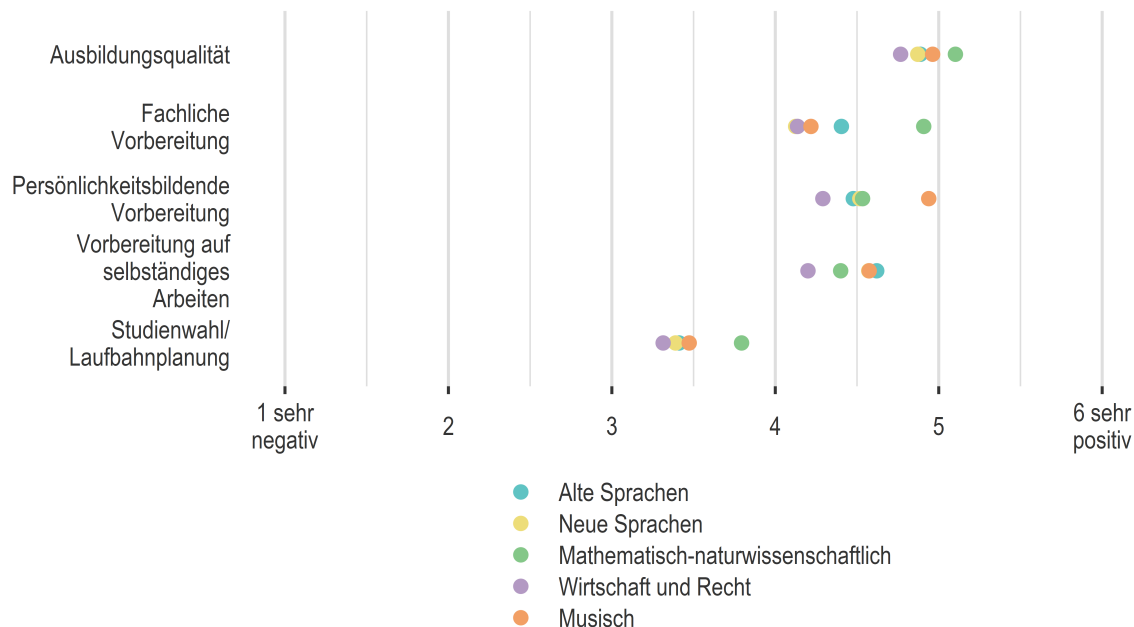 Ausbildungsqualität
Fachliche
Vorbereitung
Persönlichkeitsbildende
Vorbereitung
Vorbereitung auf
selbständiges
Arbeiten
Studienwahl/
Laufbahnplanung
1 sehr
negativ
2
3
4
5
6 sehr
positiv
Alte Sprachen
Neue Sprachen
Mathematisch-naturwissenschaftlich
Wirtschaft und Recht
Musisch